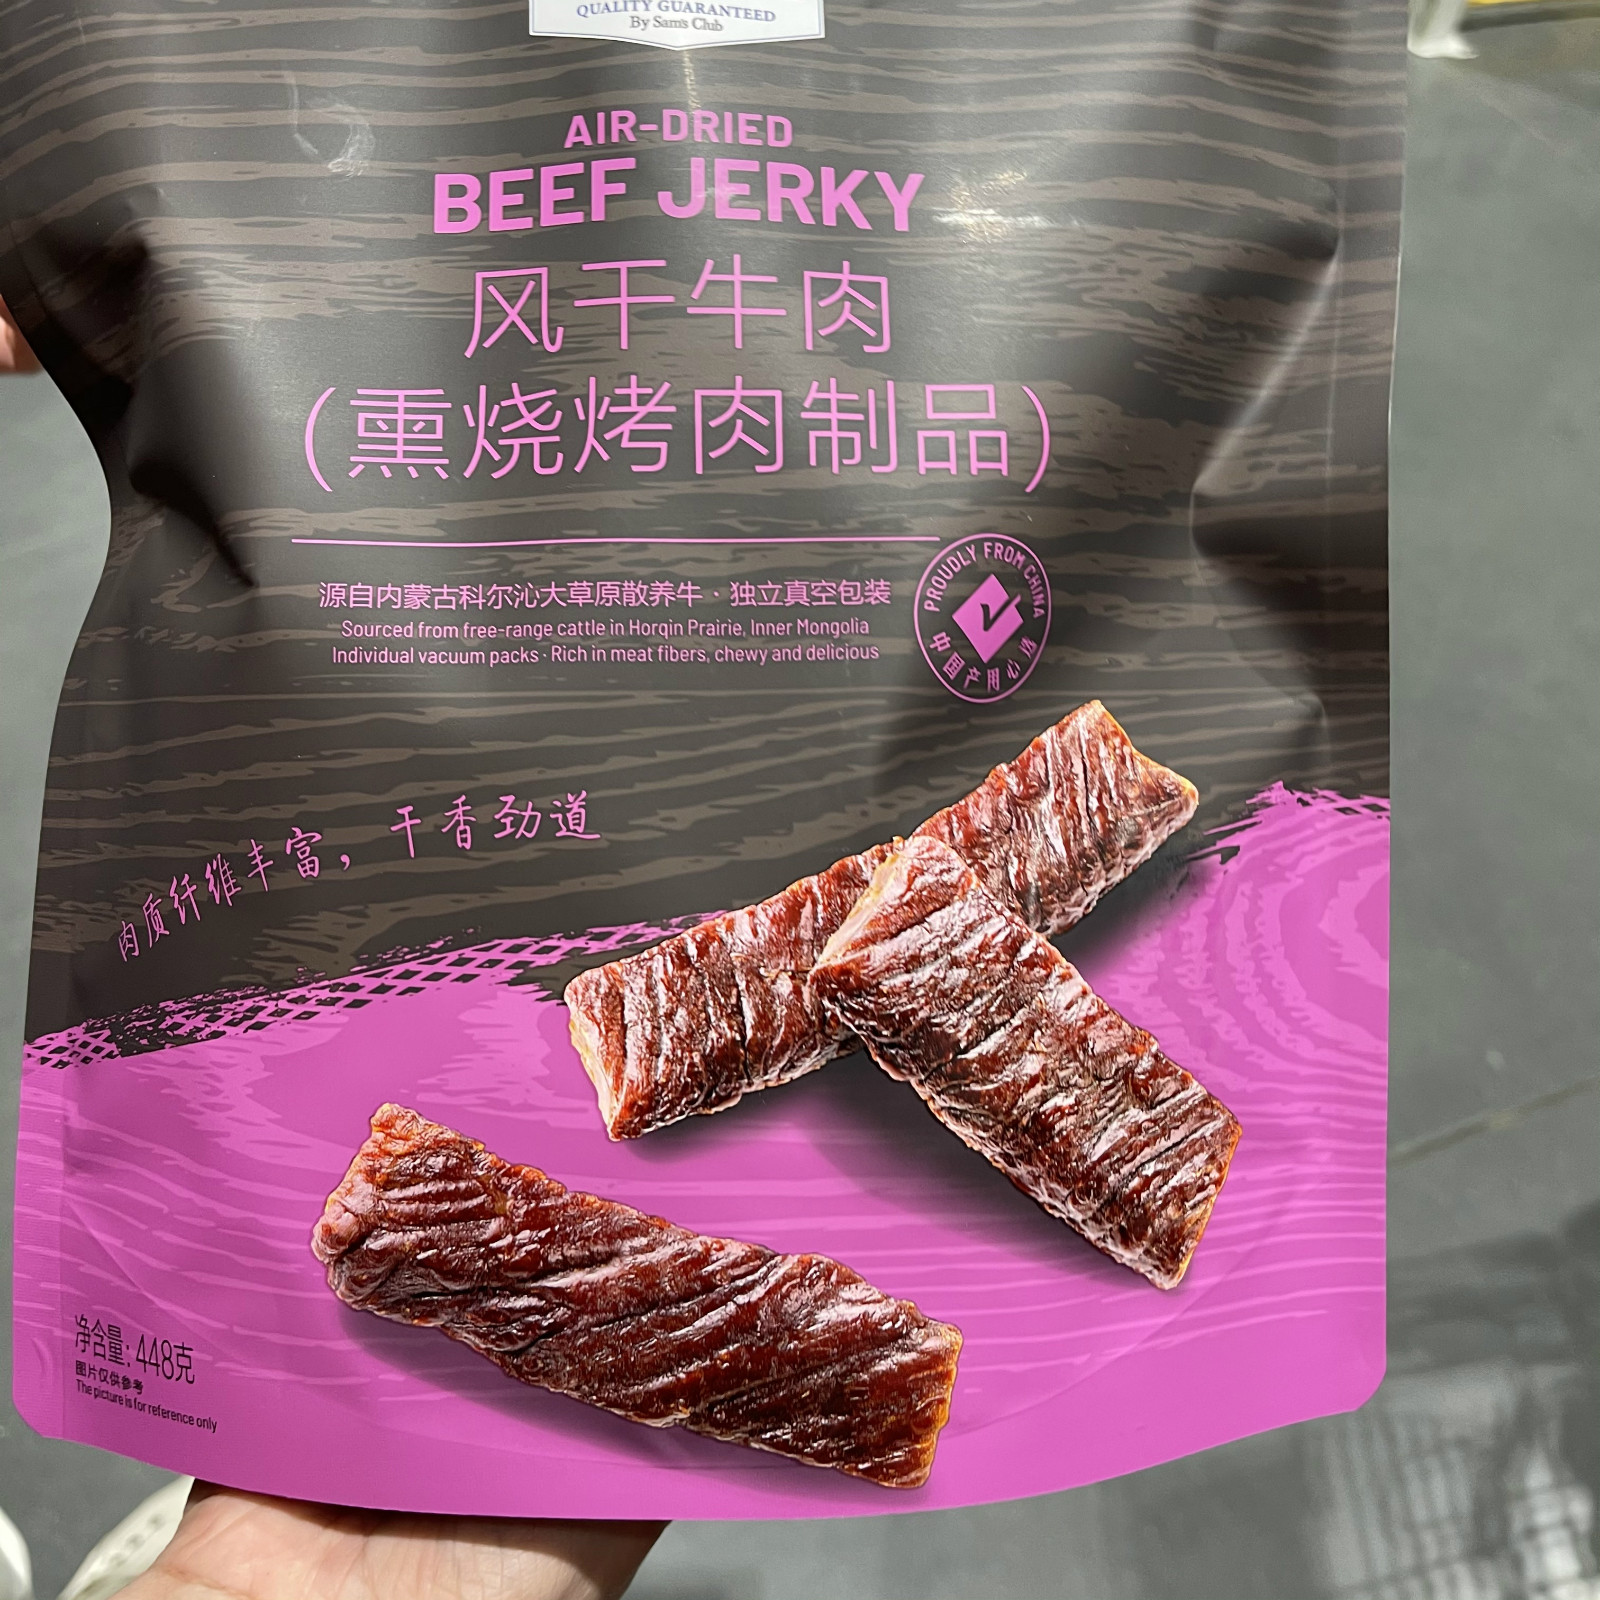 QUALITY GUARANTEED
By Sam's Club
AIR-DRIED
BEEF JERKY
风干牛肉
(熏烧烤肉制品)
源自内蒙古科尔沁大草原散养牛·独立真空包装
Sourced from free-range cattle in Horqin Prairie, Inner Mongolia
Individual vacuum packs · Rich in meat fibers, chewy and delicious
PROUDLY FROM CHINA
中国产用心选
肉质纤维丰富，干香劲道
净含量: 448克
图片仅供参考
The picture is for reference only